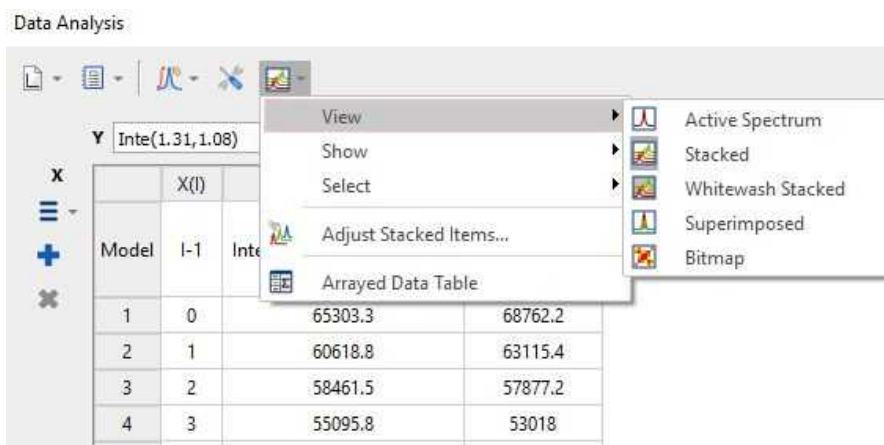 Data Analysis
View
Active Spectrum
Y Inte(1.31,1.08)
Show
Stacked
X
X(I)
Select
Whitewash Stacked
Superimposed
Model I-1
Adjust Stacked Items...
Bitmap
Arrayed Data Table
1 0 65303.3 68762.2
2 1 60618.8 63115.4
3 2 58461.5 57877.2
4 3 55095.8 53018